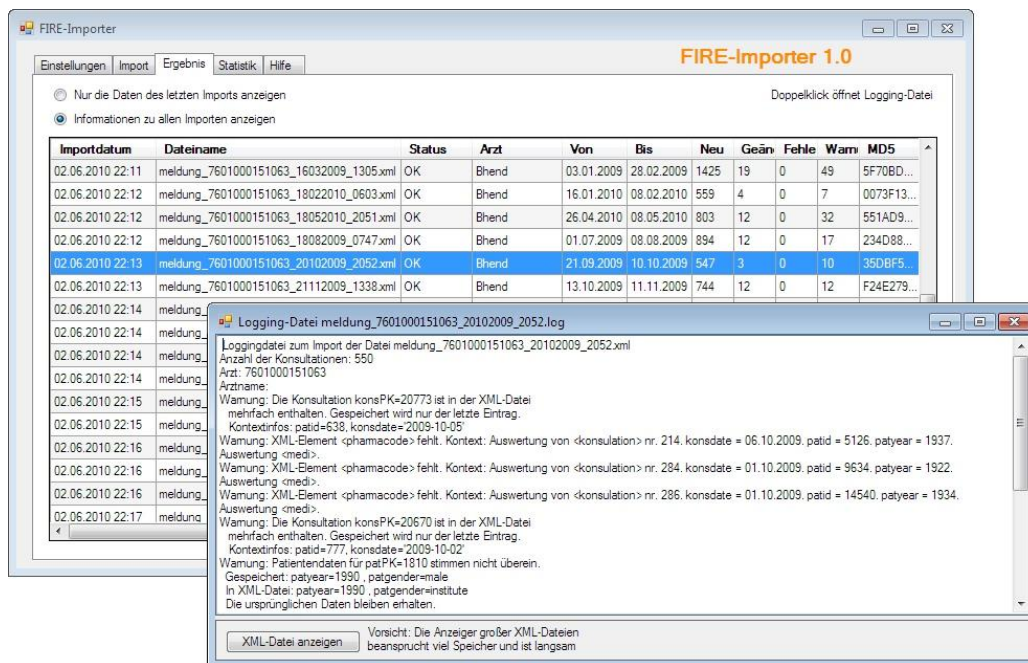 FIRE-Importer
Einstellungen Import Ergebnis Statistik Hilfe
FIRE-Importer 1.0
Nur die Daten des letzten Imports anzeigen
Doppelklick öffnet Logging-Datei
Informationen zu allen Importen anzeigen
Importdatum Dateiname Status Arzt Von Bis Neu Geän Fehle Warn MD5
02.06.2010 22:11 meldung_7601000151063_16032009_1305.xml OK Bhend 03.01.2009 28.02.2009 1425 19 0 49 5F70BD...
02.06.2010 22:12 meldung_7601000151063_18022010_0603.xml OK Bhend 16.01.2010 08.02.2010 559 4 0 7 0073F13...
02.06.2010 22:12 meldung_7601000151063_18052010_2051.xml OK Bhend 26.04.2010 08.05.2010 803 12 0 32 551AD9...
02.06.2010 22:12 meldung_7601000151063_18082009_0747.xml OK Bhend 01.07.2009 08.08.2009 894 12 0 17 234D88...
02.06.2010 22:13 meldung_7601000151063_20102009_2052.xml OK Bhend 21.09.2009 10.10.2009 547 3 0 10 35DBF5...
02.06.2010 22:13 meldung_7601000151063_21112009_1338.xml OK Bhend 13.10.2009 11.11.2009 744 12 0 12 F24E279...
02.06.2010 22:14 meldung_
02.06.2010 22:14 meldung_
02.06.2010 22:14 meldung_
02.06.2010 22:14 meldung_
02.06.2010 22:15 meldung_
02.06.2010 22:15 meldung_
02.06.2010 22:16 meldung_
02.06.2010 22:16 meldung_
02.06.2010 22:16 meldung_
02.06.2010 22:17 meldung
Logging-Datei meldung_7601000151063_20102009_2052.log
Loggingdatei zum Import der Datei meldung_7601000151063_20102009_2052.xml
Anzahl der Konsultationen: 550
Arzt: 7601000151063
Arztname:
Warnung: Die Konsultation konsPK=20773 ist in der XML-Datei
mehrfach enthalten. Gespeichert wird nur der letzte Eintrag.
Kontextinfos: patid=638, konsdate='2009-10-05'
Warnung: XML-Element <pharmacode> fehlt. Kontext: Auswertung von <konsulation> nr. 214. konsdate = 06.10.2009. patid = 5126. patyear = 1937.
Auswertung <medi>.
Warnung: XML-Element <pharmacode> fehlt. Kontext: Auswertung von <konsulation> nr. 284. konsdate = 01.10.2009. patid = 9634. patyear = 1922.
Auswertung <medi>.
Warnung: XML-Element <pharmacode> fehlt. Kontext: Auswertung von <konsulation> nr. 286. konsdate = 01.10.2009. patid = 14540. patyear = 1934.
Auswertung <medi>.
Warnung: Die Konsultation konsPK=20670 ist in der XML-Datei
mehrfach enthalten. Gespeichert wird nur der letzte Eintrag.
Kontextinfos: patid=777, konsdate='2009-10-02'
Warnung: Patientendaten für patPK=1810 stimmen nicht überein.
Gespeichert: patyear=1990 , patgender=male
In XML-Datei: patyear=1990 , patgender=institute
Die ursprünglichen Daten bleiben erhalten.
XML-Datei anzeigen
Vorsicht: Die Anzeiger großer XML-Dateien
beansprucht viel Speicher und ist langsam